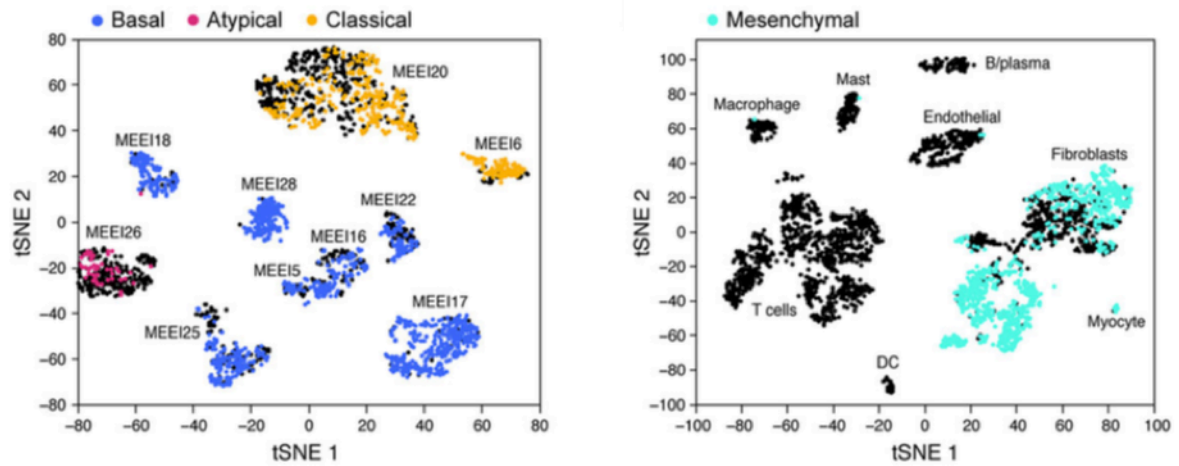 Basal Atypical Classical
80
60
40
20
0
−20
−40
−60
−80
tSNE 2
MEEI20
MEEI6
MEEI18
MEEI28
MEEI22
MEEI26
MEEI16
MEEI5
MEEI17
MEEI25
−80 −60 −40 −20 0 20 40 60 80
tSNE 1
Mesenchymal
100
80
60
40
20
0
−20
−40
−60
−80
−100
tSNE 2
B/plasma
Mast
Macrophage
Endothelial
Fibroblasts
T cells
Myocyte
DC
−100 −80 −60 −40 −20 0 20 40 60 80 100
tSNE 1